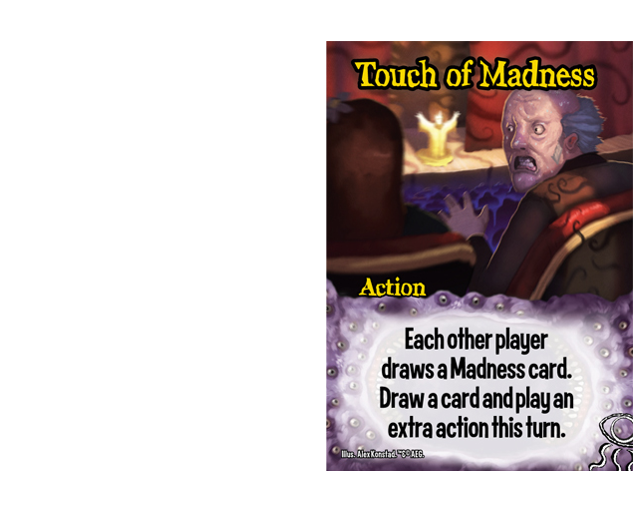 Touch of Madness
Action
Each other player
draws a Madness card.
Draw a card and play an
extra action this turn.
Illus. Alex Konstad. ™© AEG.